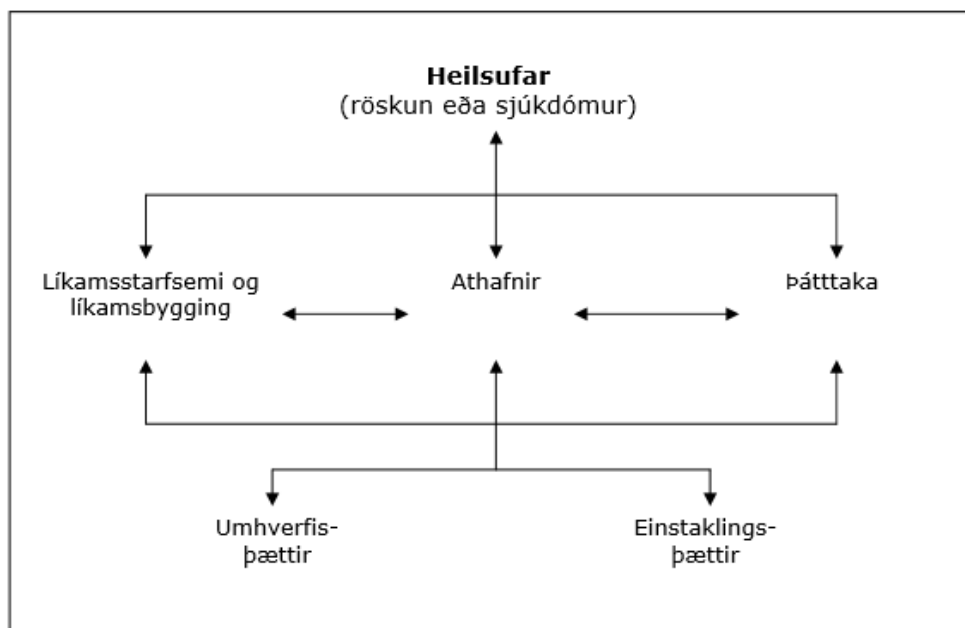 Heilsufar
(röskun eða sjúkdómur)
Líkamsstarfsemi og
líkamsbygging
Athafnir
Þátttaka
Umhverfis-
þættir
Einstaklings-
þættir